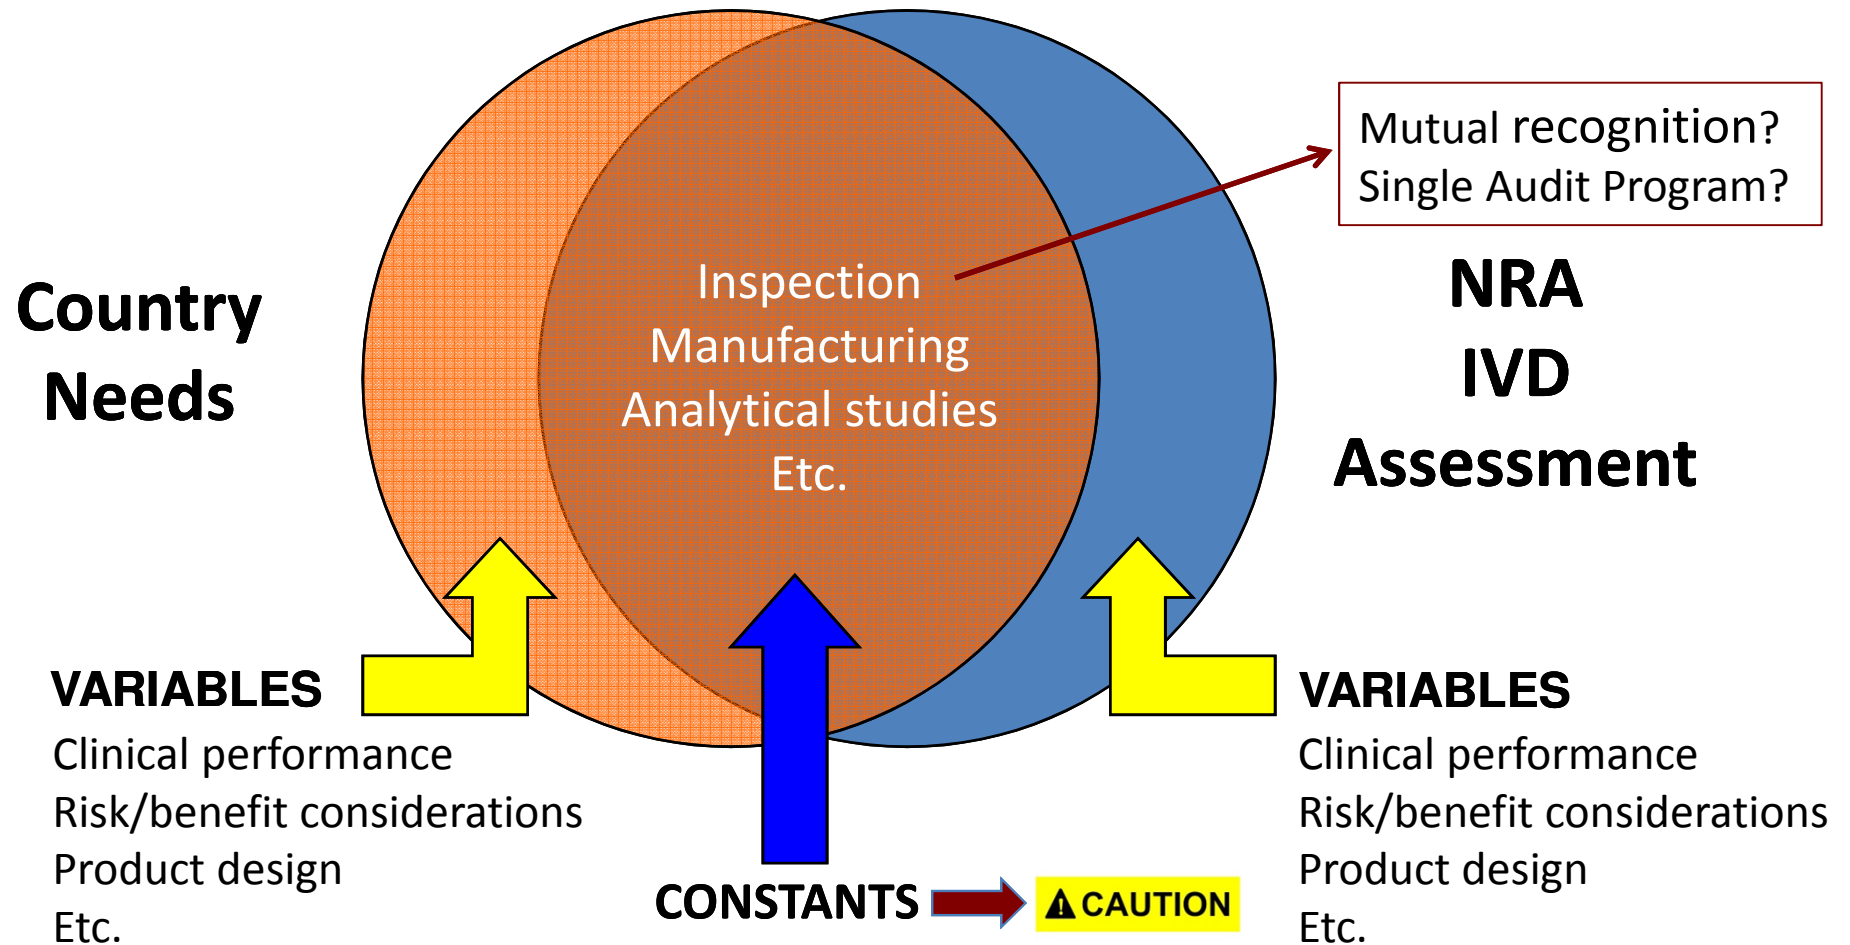 Mutual recognition?
Single Audit Program?
Country
Needs
Inspection
Manufacturing
Analytical studies
Etc.
NRA
IVD
Assessment
VARIABLES
Clinical performance
Risk/benefit considerations
Product design
Etc.
CONSTANTS
CAUTION
VARIABLES
Clinical performance
Risk/benefit considerations
Product design
Etc.